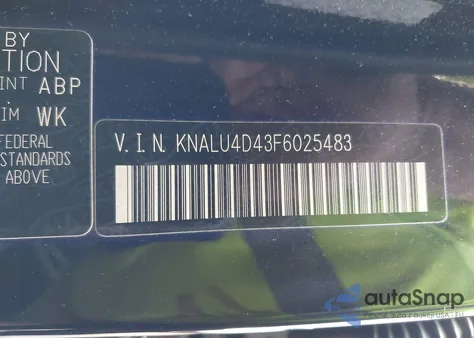 BY
TION
INT ABP
IM WK
FEDERAL
STANDARDS
ABOVE
V.I.N. KNALU4D43F6025483
autoSnap